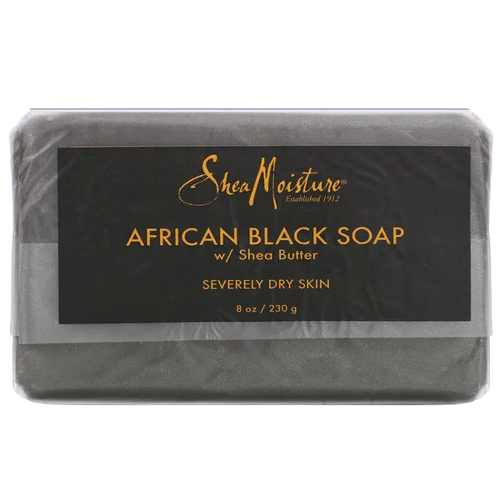 SheaMoisture®
Established 1912
AFRICAN BLACK SOAP
w/ Shea Butter
SEVERELY DRY SKIN
8 oz / 230 g